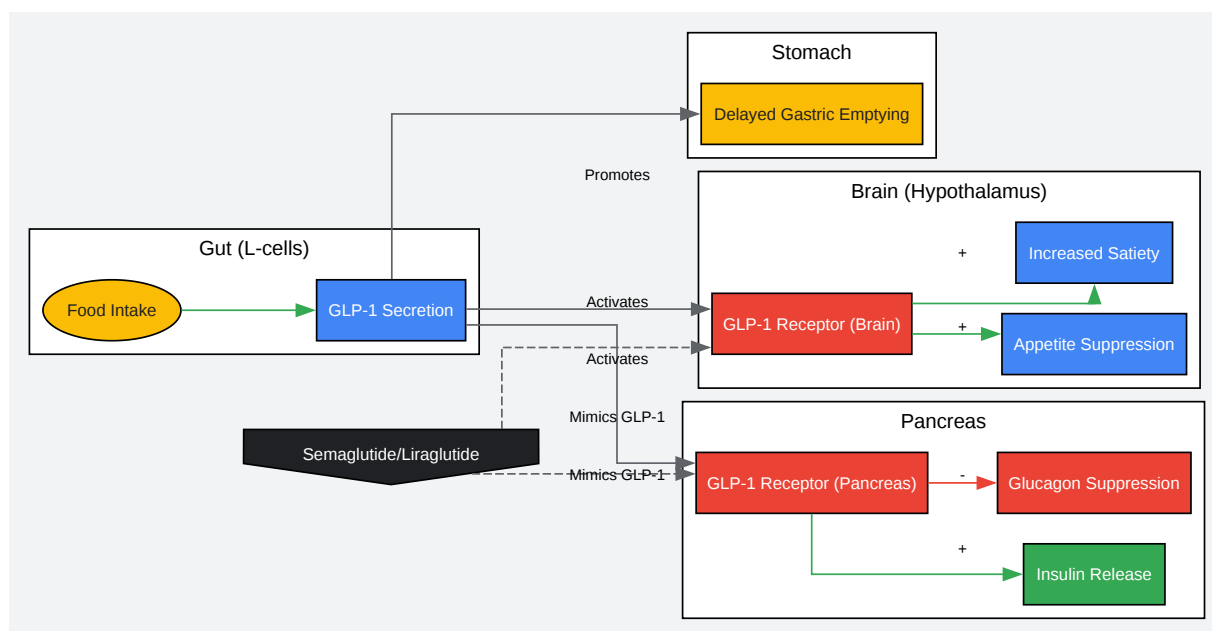 Stomach
Delayed Gastric Emptying
Promotes
Brain (Hypothalamus)
Gut (L-cells)
+
Increased Satiety
Food Intake
GLP-1 Secretion
Activates
GLP-1 Receptor (Brain)
+
Appetite Suppression
Activates
Mimics GLP-1
Pancreas
Semaglutide/Liraglutide
Mimics GLP-1
GLP-1 Receptor (Pancreas)
-
Glucagon Suppression
+
Insulin Release